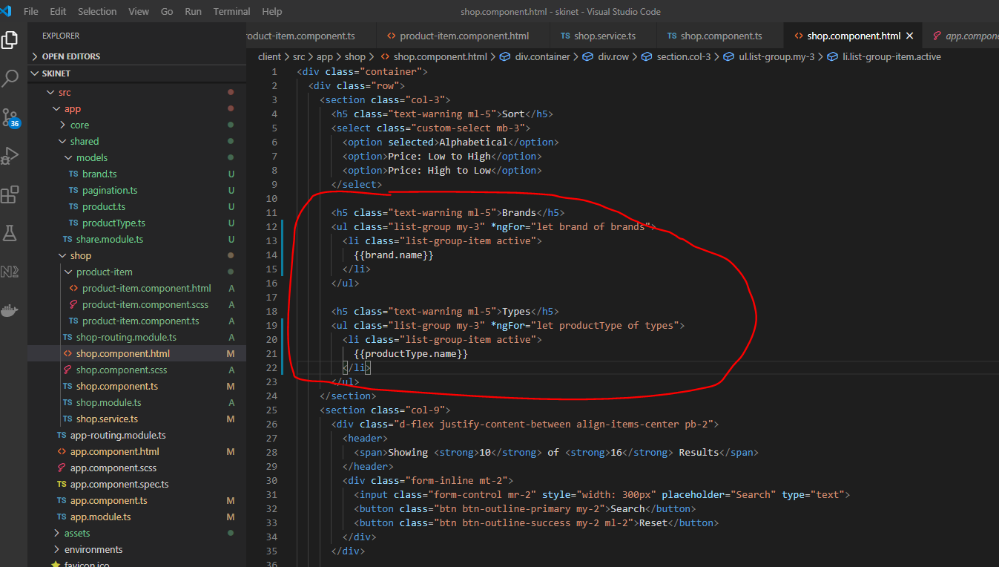 File Edit Selection View Go Run Terminal Help
shop.component.html - skinet - Visual Studio Code
EXPLORER
OPEN EDITORS
SKINET
src
app
core
shared
models
brand.ts U
pagination.ts U
product.ts U
productType.ts U
share.module.ts U
shop
product-item
product-item.component.html A
product-item.component.scss A
product-item.component.ts A
shop-routing.module.ts A
shop.component.html M
shop.component.scss A
shop.component.ts M
shop.module.ts A
shop.service.ts M
app-routing.module.ts
app.component.html M
app.component.scss
app.component.spec.ts
app.component.ts M
app.module.ts M
assets
environments
favicon.ico
36
roduct-item.component.ts
product-item.component.html
TS shop.service.ts
TS shop.component.ts
shop.component.html
app.compone
client > src > app > shop > shop.component.html > div.container > div.row > section.col-3 > ul.list-group.my-3 > li.list-group-item.active
1 <div class="container">
2 <div class="row">
3 <section class="col-3">
4 <h5 class="text-warning ml-5">Sort</h5>
5 <select class="custom-select mb-3">
6 <option selected>Alphabetical</option>
7 <option>Price: Low to High</option>
8 <option>Price: High to Low</option>
9 </select>
10
11 <h5 class="text-warning ml-5">Brands</h5>
12 <ul class="list-group my-3" *ngFor="let brand of brands">
13 <li class="list-group-item active">
14 {{brand.name}}
15 </li>
16 </ul>
17
18 <h5 class="text-warning ml-5">Types</h5>
19 <ul class="list-group my-3" *ngFor="let productType of types">
20 <li class="list-group-item active">
21 {{productType.name}}
22 </li>
23 </ul>
24 </section>
25 <section class="col-9">
26 <div class="d-flex justify-content-between align-items-center pb-2">
27 <header>
28 <span>Showing <strong>10</strong> of <strong>16</strong> Results</span>
29 </header>
30 <div class="form-inline mt-2">
31 <input class="form-control mr-2" style="width: 300px" placeholder="Search" type="text">
32 <button class="btn btn-outline-primary my-2">Search</button>
33 <button class="btn btn-outline-success my-2 ml-2">Reset</button>
34 </div>
35 </div>
36